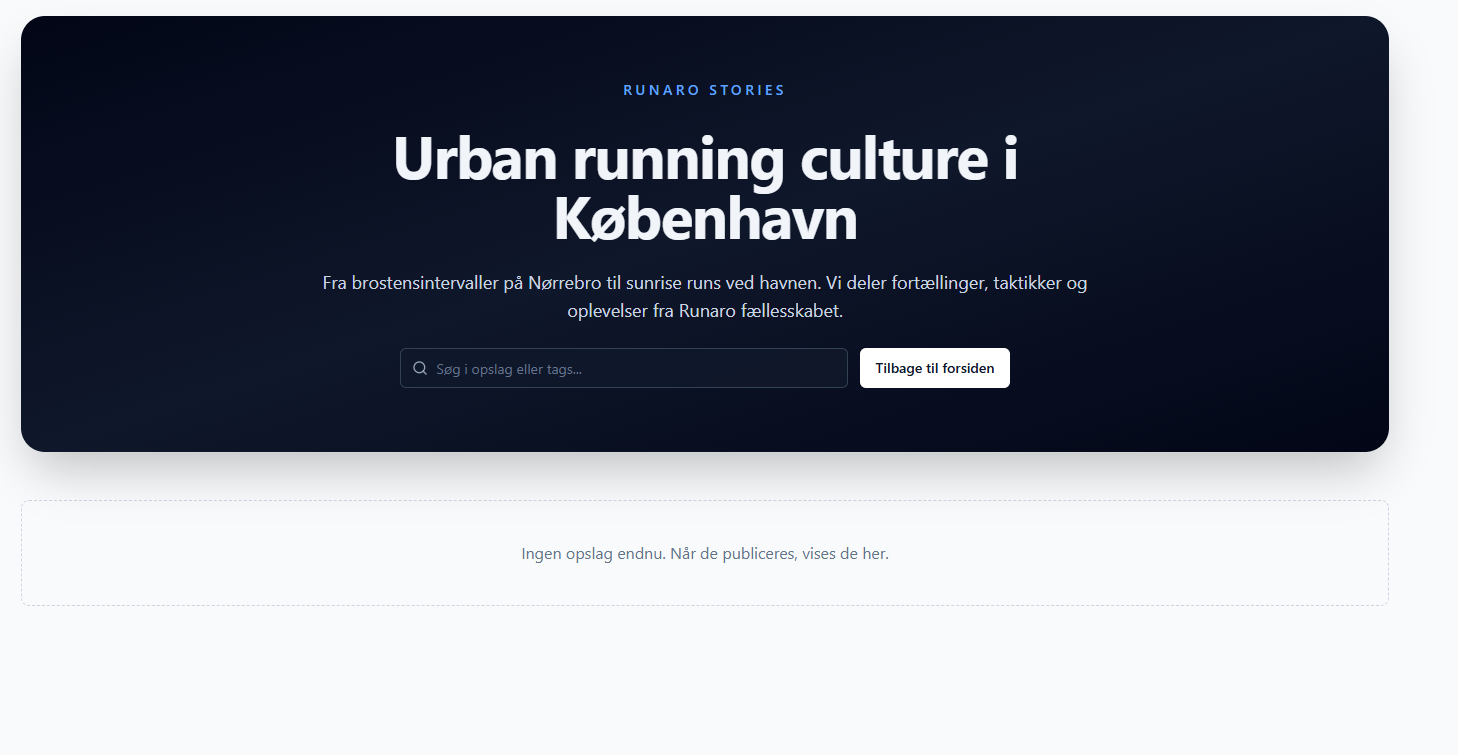 RUNARO STORIES
Urban running culture i
København
Fra brostensintervaller på Nørrebro til sunrise runs ved havnen. Vi deler fortællinger, taktikker og
oplevelser fra Runaro fællesskabet.
Søg i opslag eller tags...
Tilbage til forsiden
Ingen opslag endnu. Når de publiceres, vises de her.